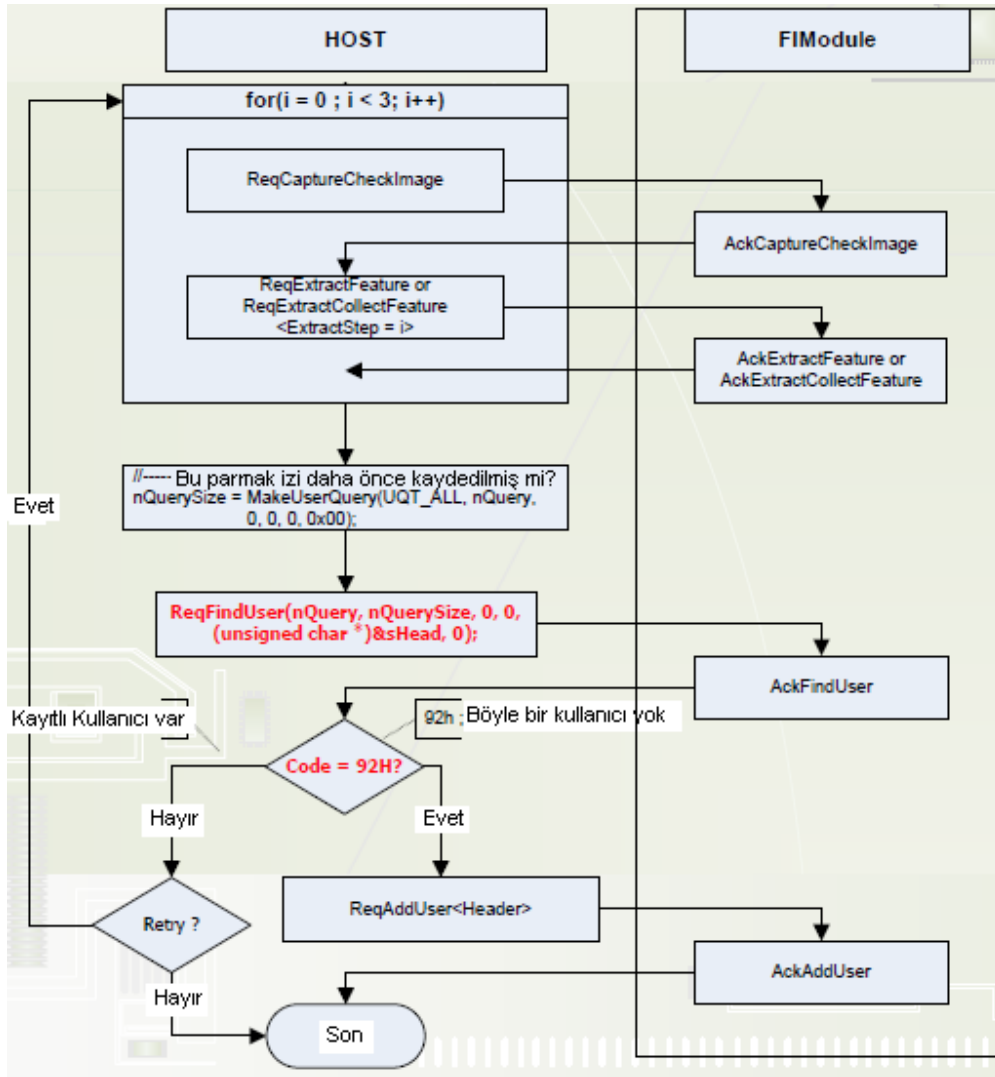 HOST
FIModule
for(i = 0 ; i < 3; i++)
ReqCaptureCheckImage
AckCaptureCheckImage
ReqExtractFeature or
ReqExtractCollectFeature
<ExtractStep = i>
AckExtractFeature or
AckExtractCollectFeature
//----- Bu parmak izi daha önce kaydedilmiş mi?
nQuerySize = MakeUserQuery(UQT_ALL, nQuery,
0, 0, 0, 0x00);
Evet
ReqFindUser(nQuery, nQuerySize, 0, 0,
(unsigned char *)&sHead, 0);
AckFindUser
Kayıtlı Kullanıcı var
92h ; Böyle bir kullanıcı yok
Code = 92H?
Hayır
Evet
ReqAddUser<Header>
Retry ?
AckAddUser
Hayır
Son